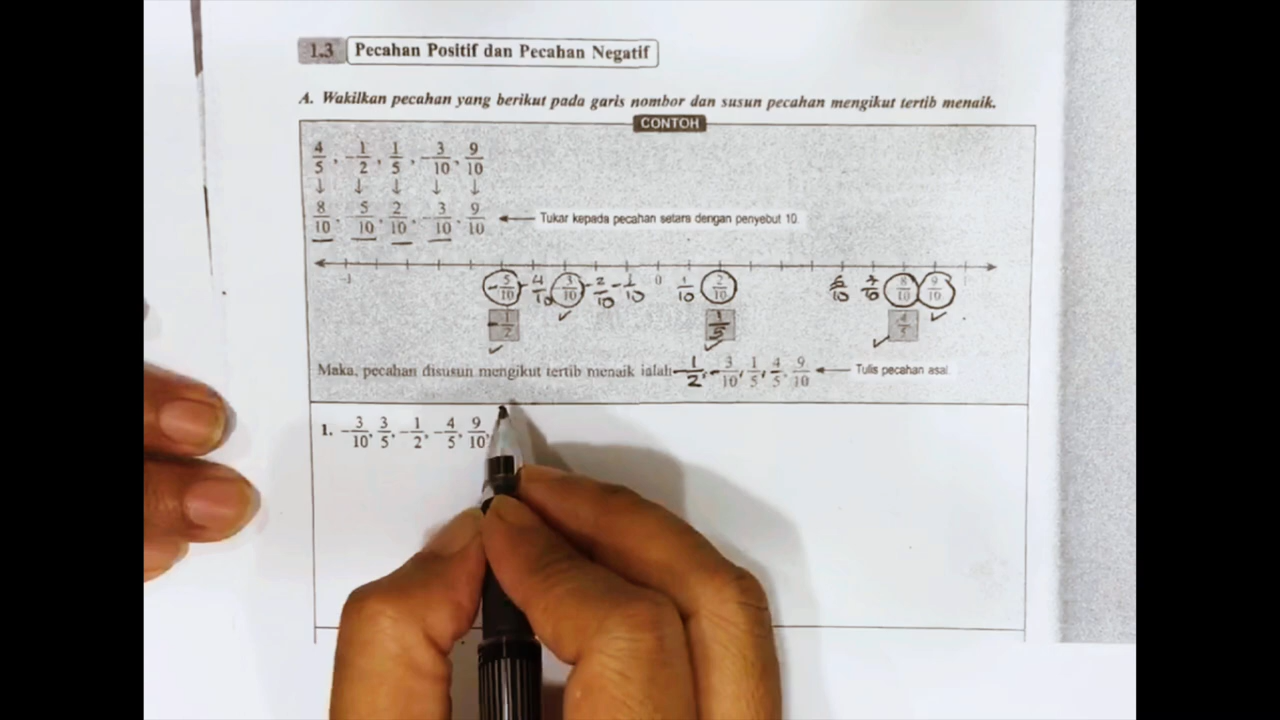 1.3 Pecahan Positif dan Pecahan Negatif
A. Wakilkan pecahan yang berikut pada garis nombor dan susun pecahan mengikut tertib menaik.
CONTOH
4/5, -1/2, 1/5, -3/10, 9/10
↓ ↓ ↓ ↓ ↓
8/10, 5/10, 2/10, -3/10, 9/10 ← Tukar kepada pecahan setara dengan penyebut 10.
-1 -5/10 -4/10 3/10 -2/10 -1/10 0 1/10 2/10 6/10 7/10 8/10 9/10
-1/2 1/5 4/5
Maka, pecahan disusun mengikut tertib menaik ialah -1/2, -3/10, 1/5, 4/5, 9/10 ← Tulis pecahan asal.
1. -3/10, 3/5, -1/2, -4/5, 9/10,